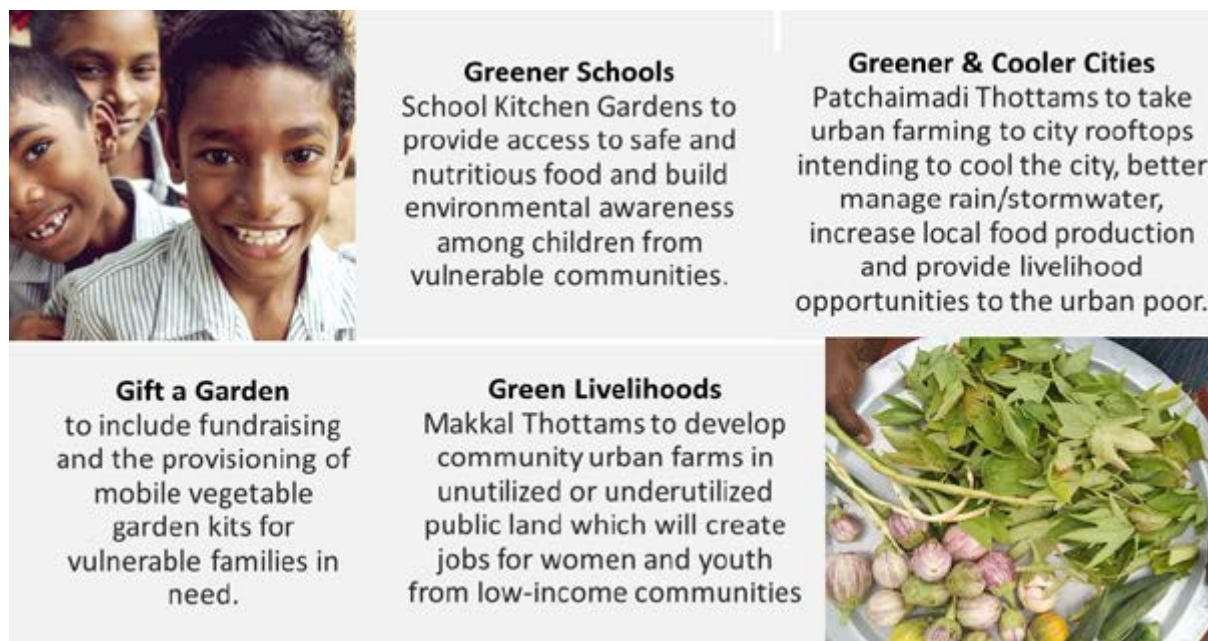 Greener Schools
School Kitchen Gardens to
provide access to safe and
nutritious food and build
environmental awareness
among children from
vulnerable communities.
Greener & Cooler Cities
Patchaimadi Thottams to take
urban farming to city rooftops
intending to cool the city, better
manage rain/stormwater,
increase local food production
and provide livelihood
opportunities to the urban poor.
Gift a Garden
to include fundraising
and the provisioning of
mobile vegetable
garden kits for
vulnerable families in
need.
Green Livelihoods
Makkal Thottams to develop
community urban farms in
unutilized or underutilized
public land which will create
jobs for women and youth
from low-income communities